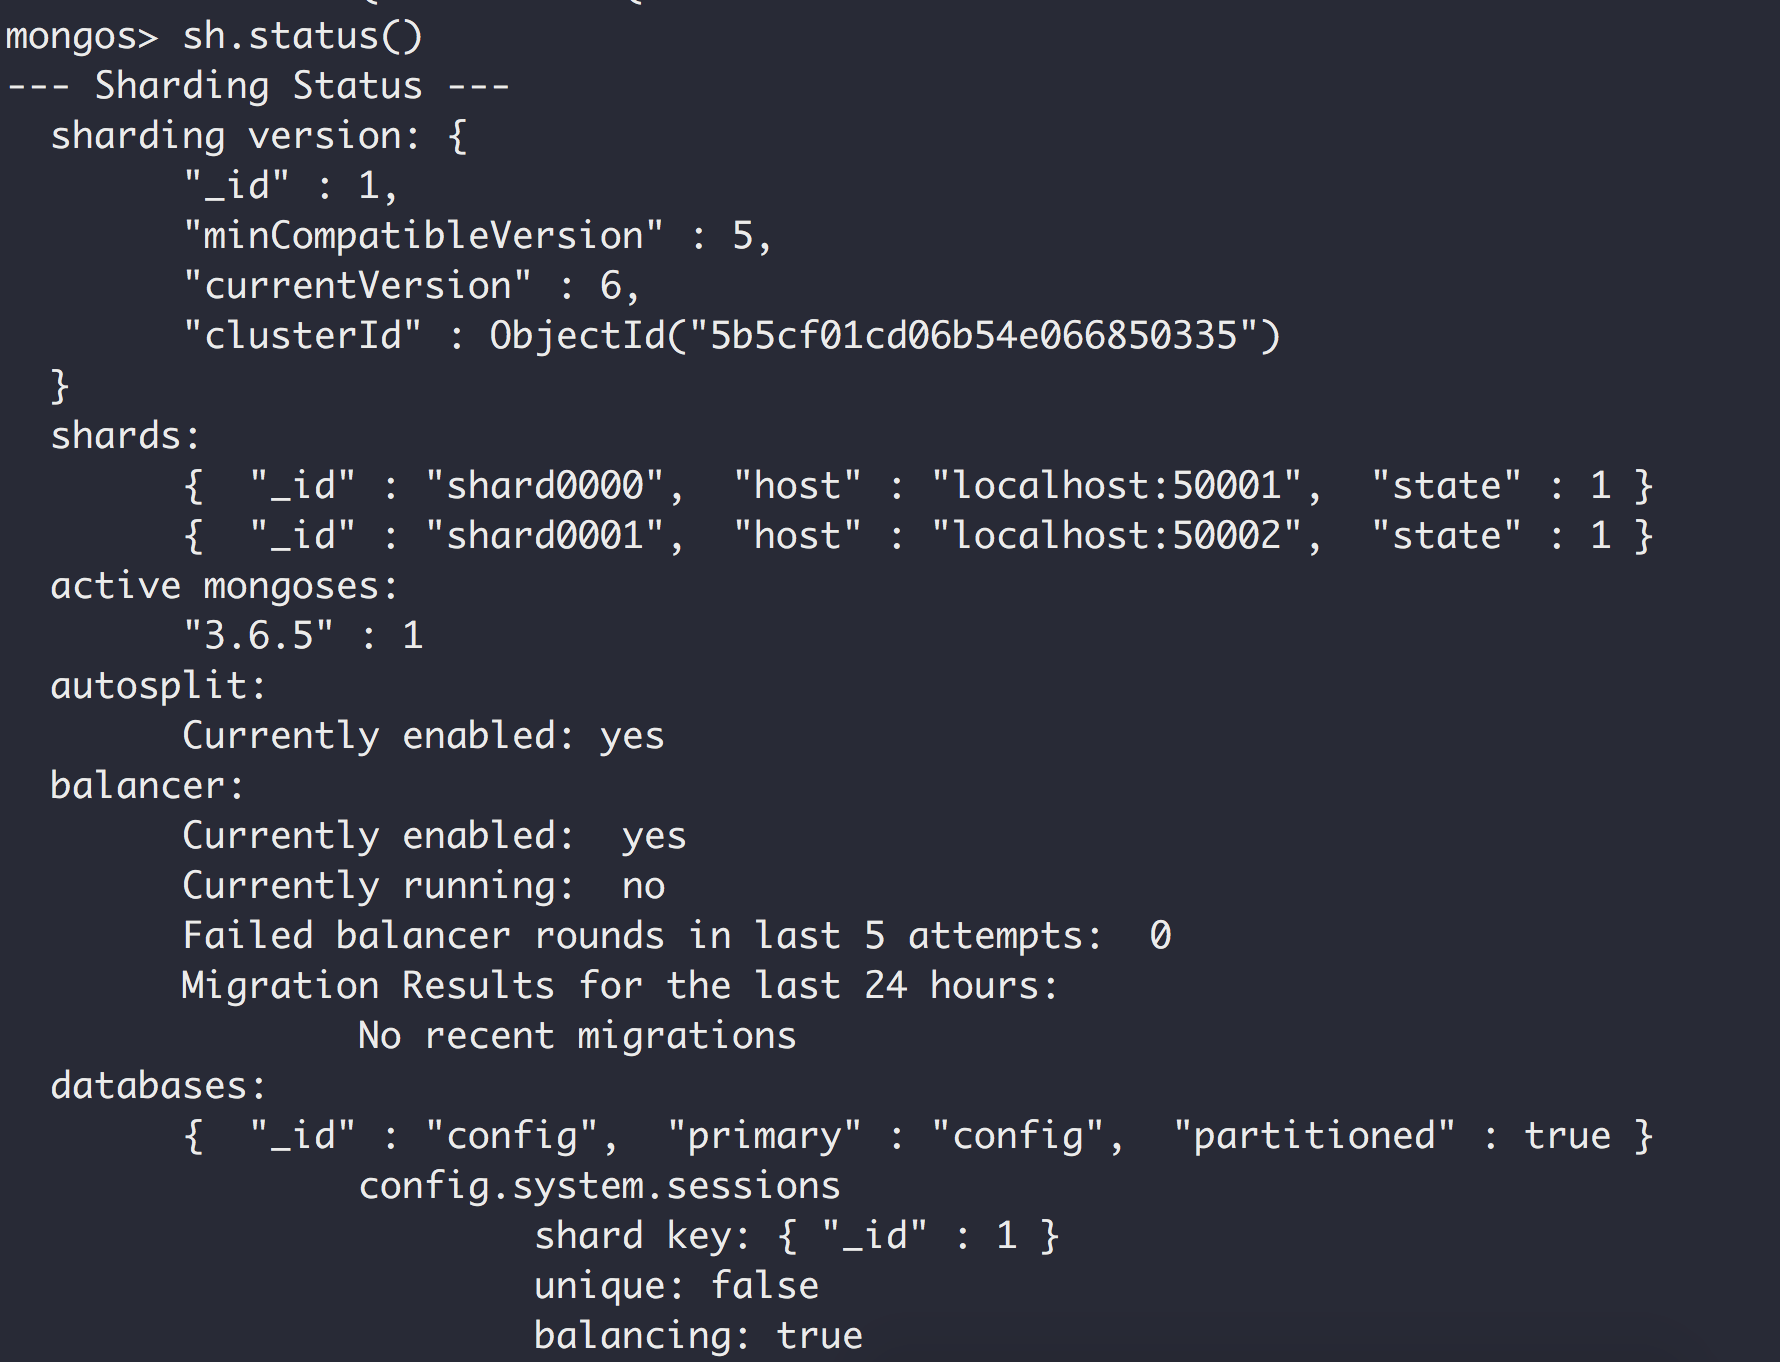 mongos> sh.status()
--- Sharding Status ---
  sharding version: {
        "_id" : 1,
        "minCompatibleVersion" : 5,
        "currentVersion" : 6,
        "clusterId" : ObjectId("5b5cf01cd06b54e066850335")
  }
  shards:
        {  "_id" : "shard0000",  "host" : "localhost:50001",  "state" : 1 }
        {  "_id" : "shard0001",  "host" : "localhost:50002",  "state" : 1 }
  active mongoses:
        "3.6.5" : 1
  autosplit:
        Currently enabled: yes
  balancer:
        Currently enabled:  yes
        Currently running:  no
        Failed balancer rounds in last 5 attempts:  0
        Migration Results for the last 24 hours:
                No recent migrations
  databases:
        {  "_id" : "config",  "primary" : "config",  "partitioned" : true }
                config.system.sessions
                        shard key: { "_id" : 1 }
                        unique: false
                        balancing: true